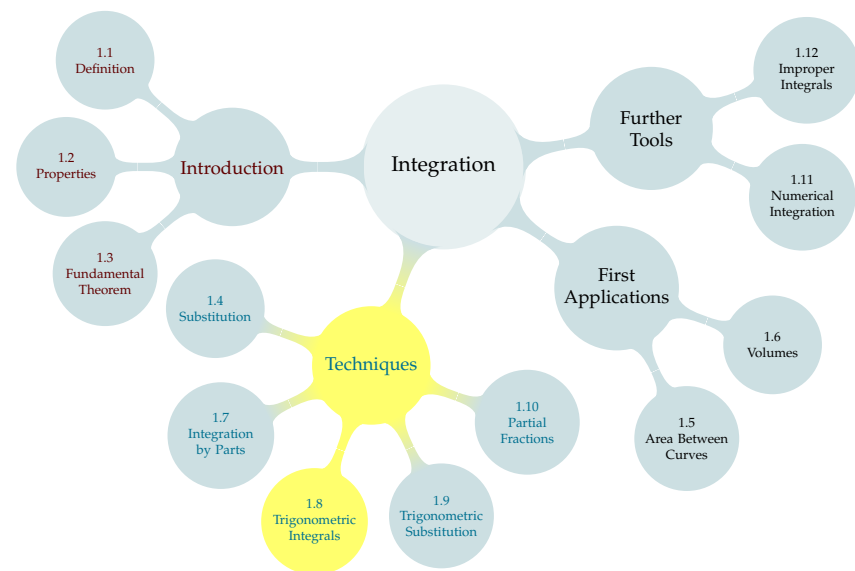 Integration
Introduction
1.1
Definition
1.2
Properties
1.3
Fundamental
Theorem
Techniques
1.4
Substitution
1.7
Integration
by Parts
1.8
Trigonometric
Integrals
1.9
Trigonometric
Substitution
1.10
Partial
Fractions
First
Applications
1.5
Area Between
Curves
1.6
Volumes
Further
Tools
1.11
Numerical
Integration
1.12
Improper
Integrals